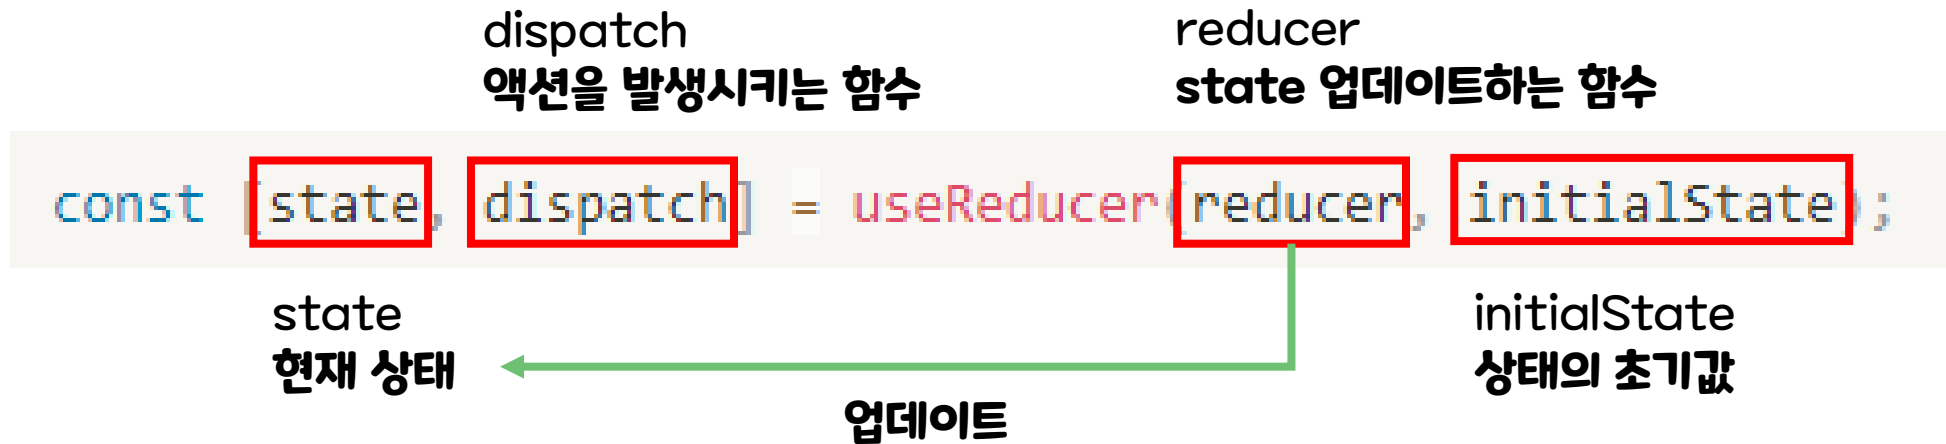 dispatch
액션을 발생시키는 함수
reducer
state 업데이트하는 함수
const [state, dispatch] = useReducer(reducer, initialState);
state
현재 상태
initialState
상태의 초기값
업데이트